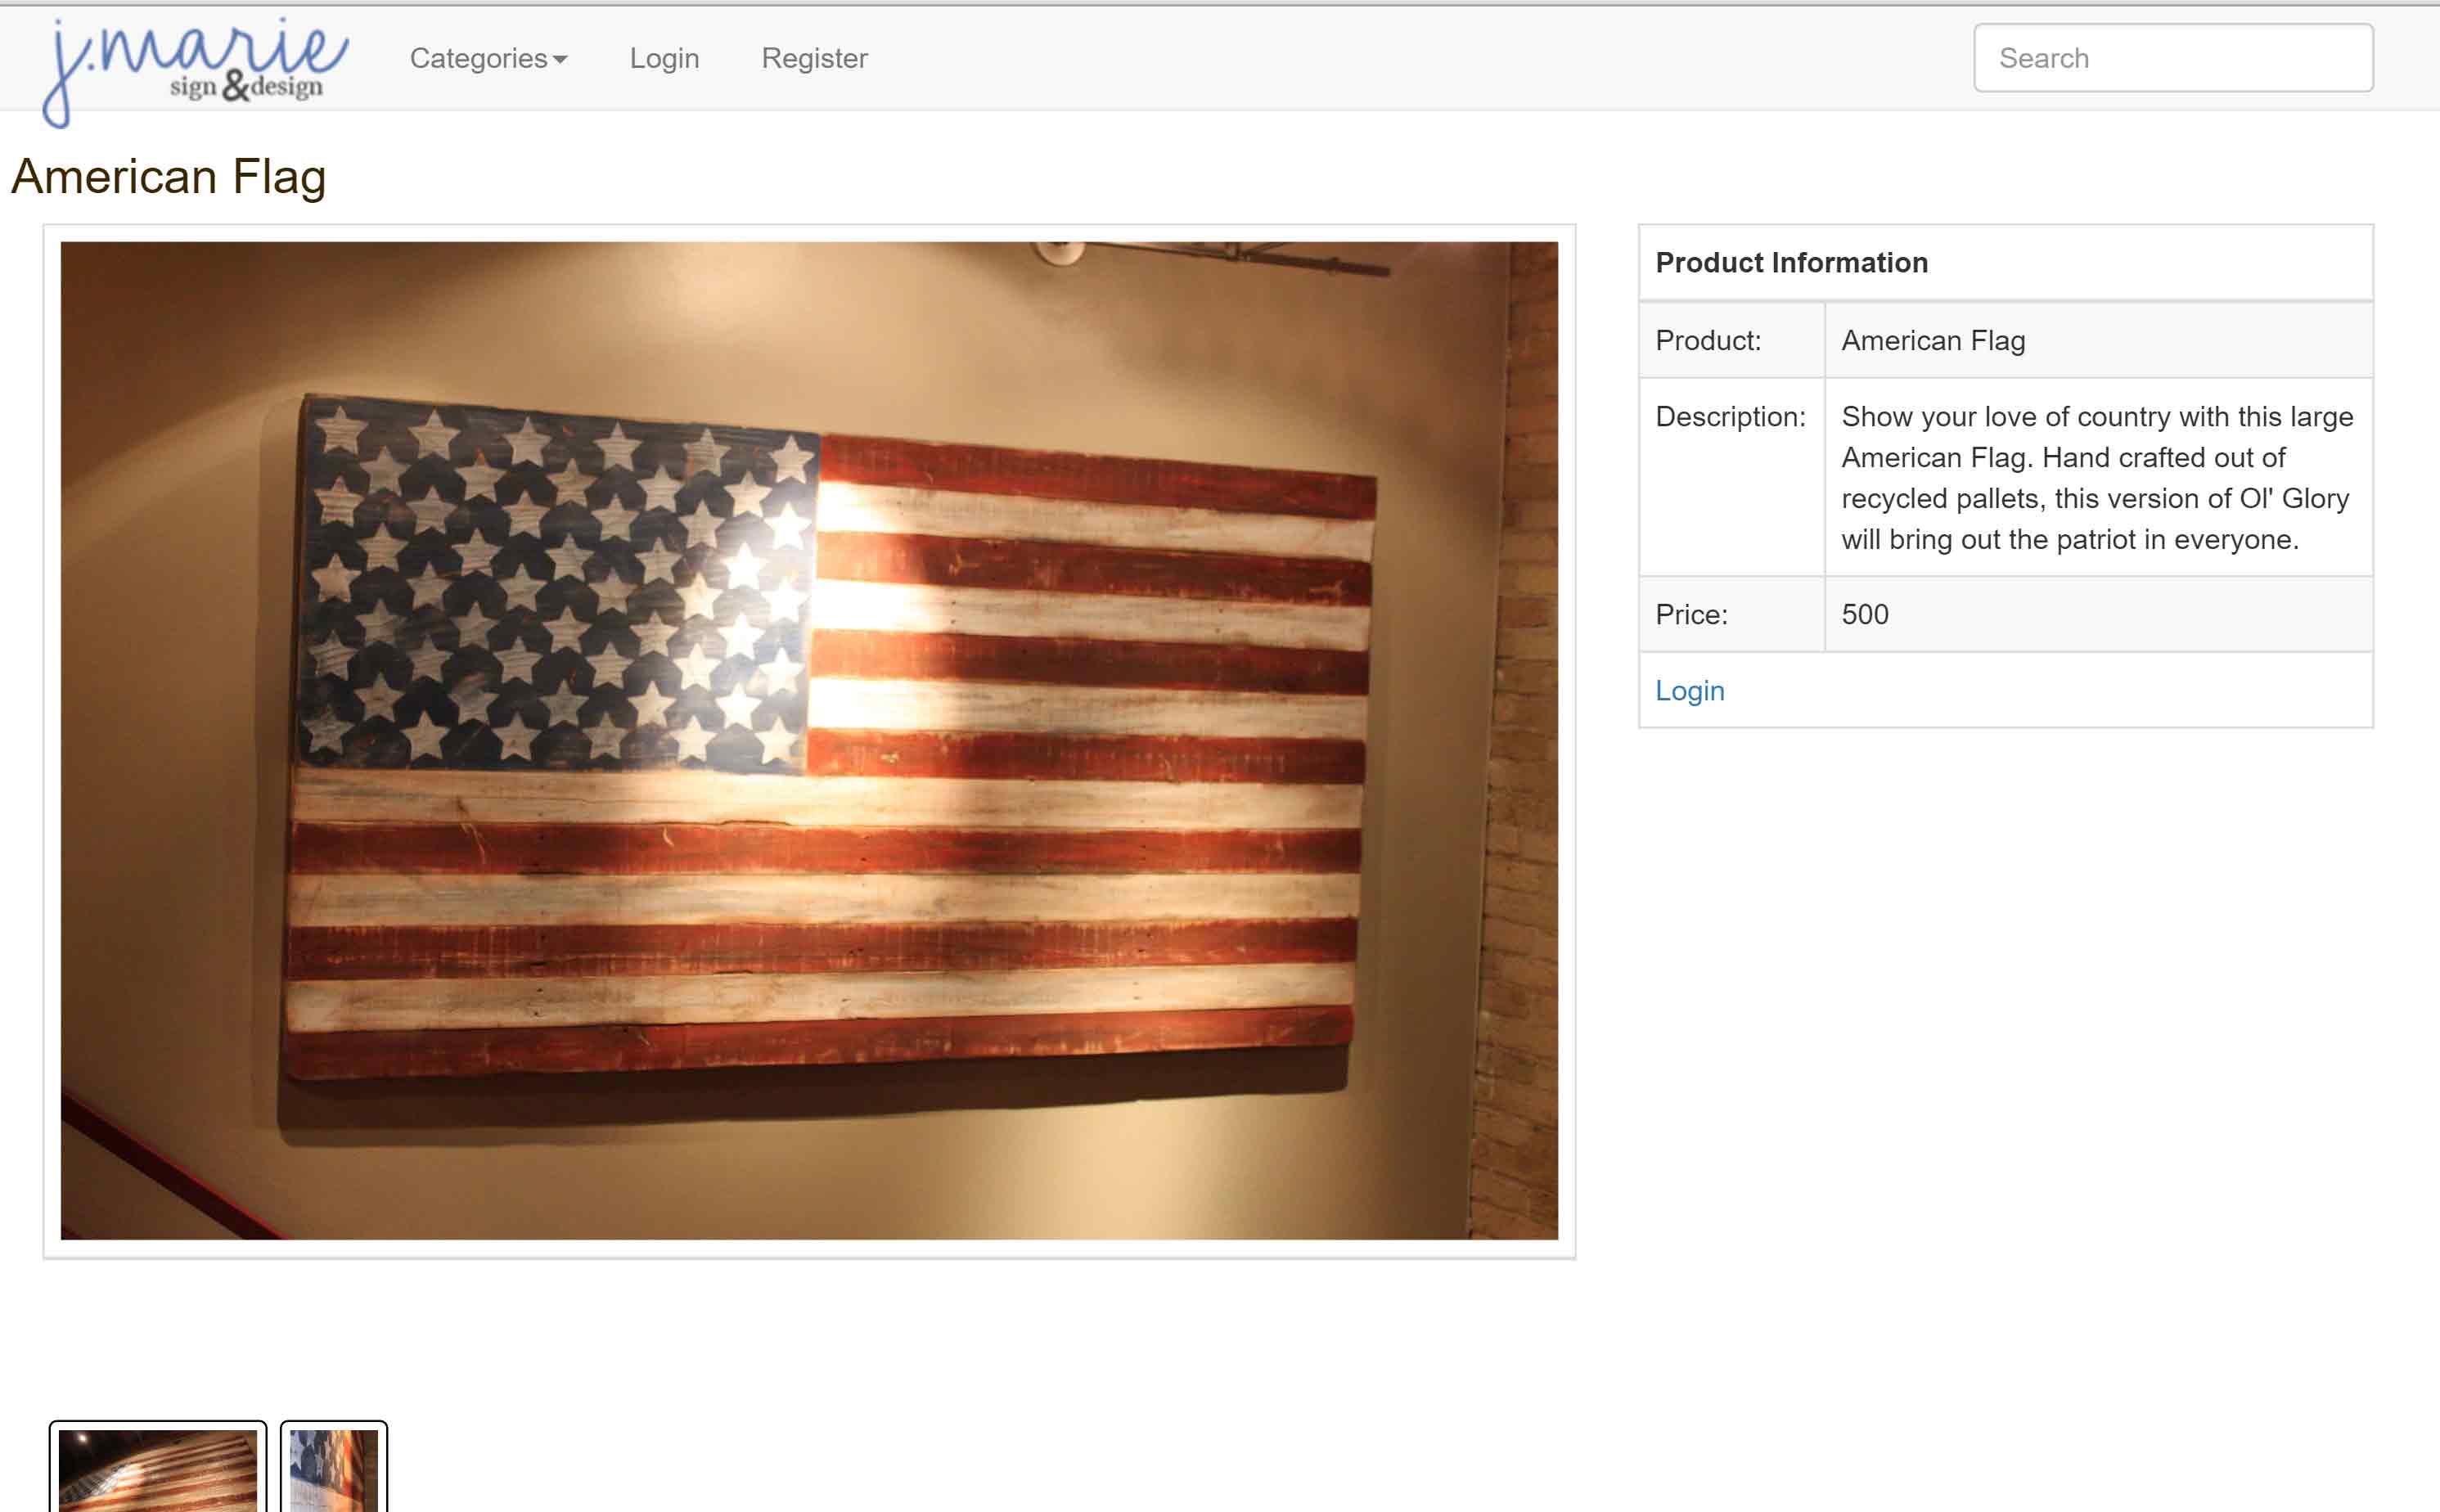 j.marie
sign &design
Categories
Login
Register
Search
American Flag
Product Information
Product:
American Flag
Description:
Show your love of country with this large
American Flag. Hand crafted out of
recycled pallets, this version of Ol' Glory
will bring out the patriot in everyone.
Price:
500
Login